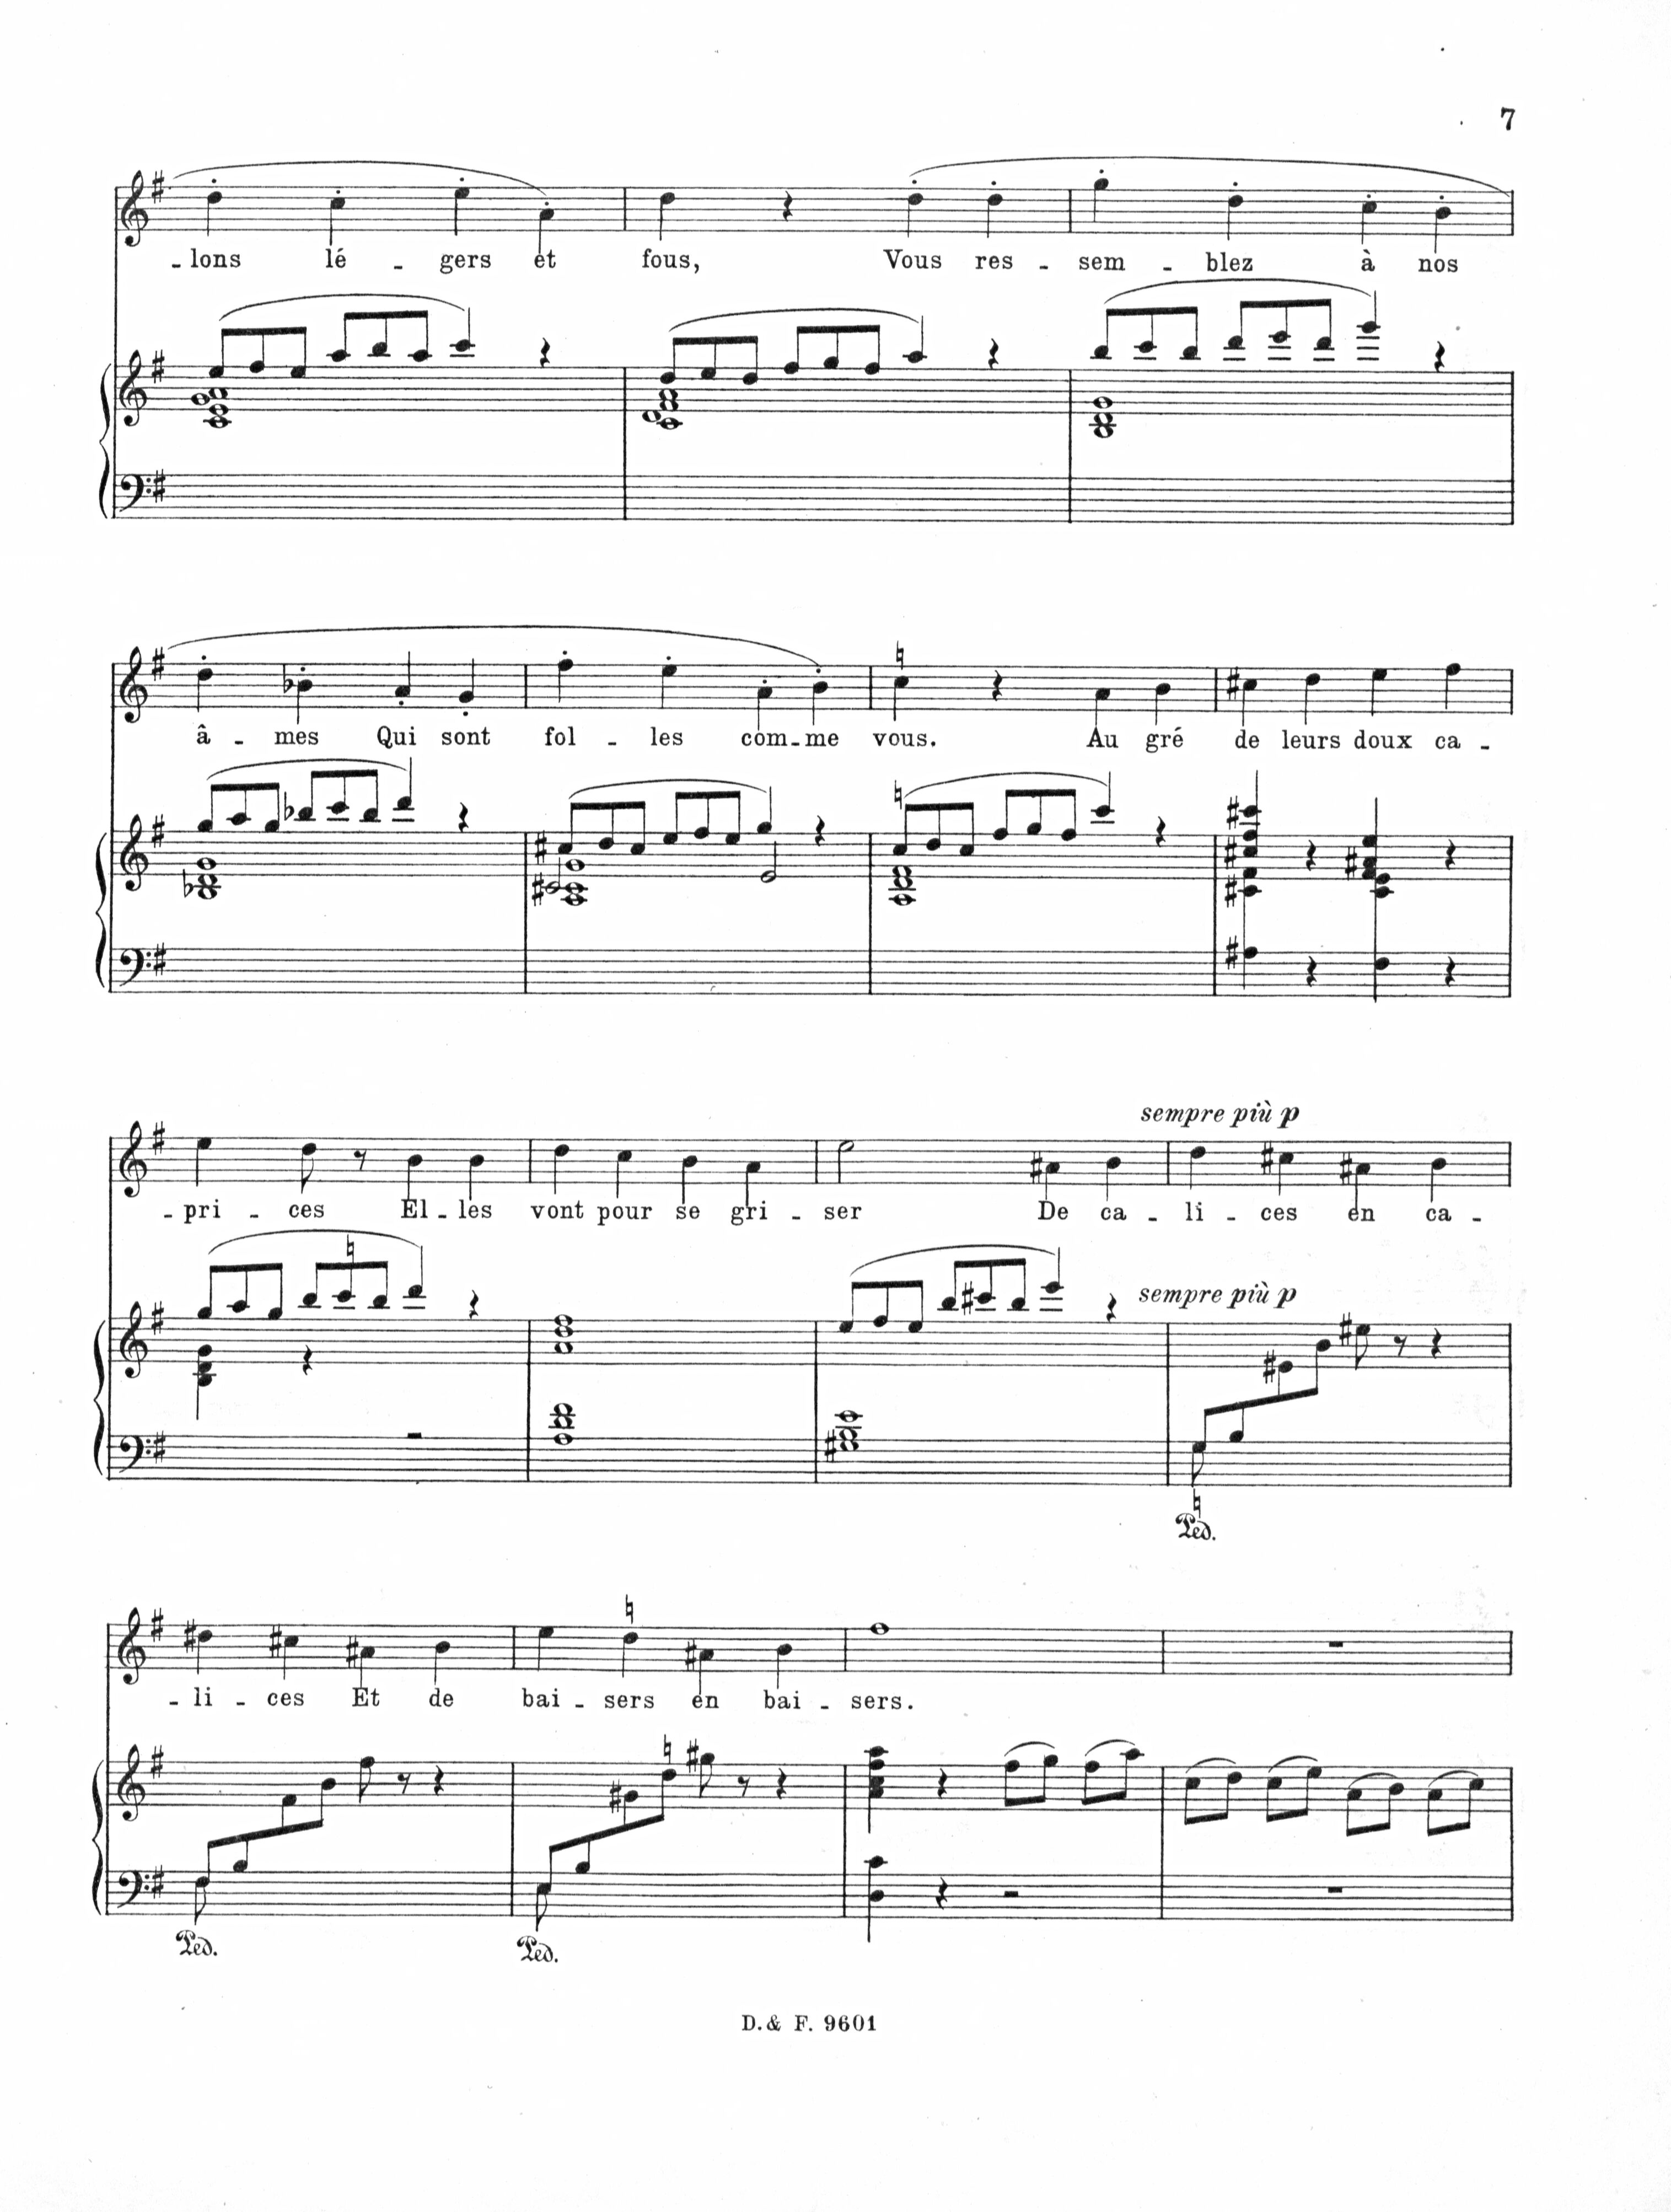 7
- lons lé - gers et fous, Vous res - sem - blez à nos
â - mes Qui sont fol - les com - me vous. Au gré de leurs doux ca -
sempre più p
- pri - ces El - les vont pour se gri - ser De ca - li - ces en ca -
sempre più p
Ped.
- li - ces Et de bai - sers en bai - sers.
Ped. Ped.
D. & F. 9601